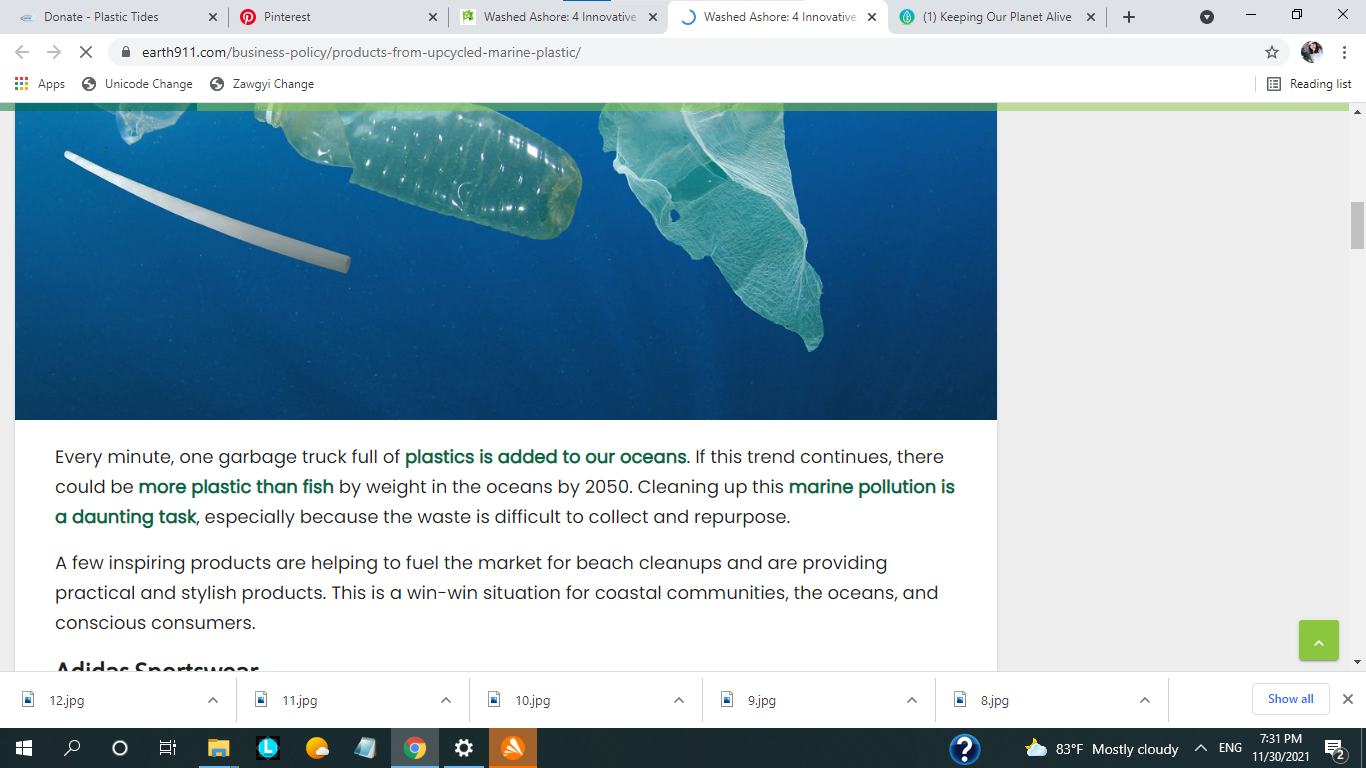 Donate - Plastic Tides
Pinterest
Washed Ashore: 4 Innovative
Washed Ashore: 4 Innovative
(1) Keeping Our Planet Alive
earth911.com/business-policy/products-from-upcycled-marine-plastic/
Apps
Unicode Change
Zawgyi Change
Reading list
Every minute, one garbage truck full of plastics is added to our oceans. If this trend continues, there
could be more plastic than fish by weight in the oceans by 2050. Cleaning up this marine pollution is
a daunting task, especially because the waste is difficult to collect and repurpose.
A few inspiring products are helping to fuel the market for beach cleanups and are providing
practical and stylish products. This is a win-win situation for coastal communities, the oceans, and
conscious consumers.
Adidas Sportswear
12.jpg
11.jpg
10.jpg
9.jpg
8.jpg
Show all
83°F Mostly cloudy
ENG
7:31 PM
11/30/2021
2